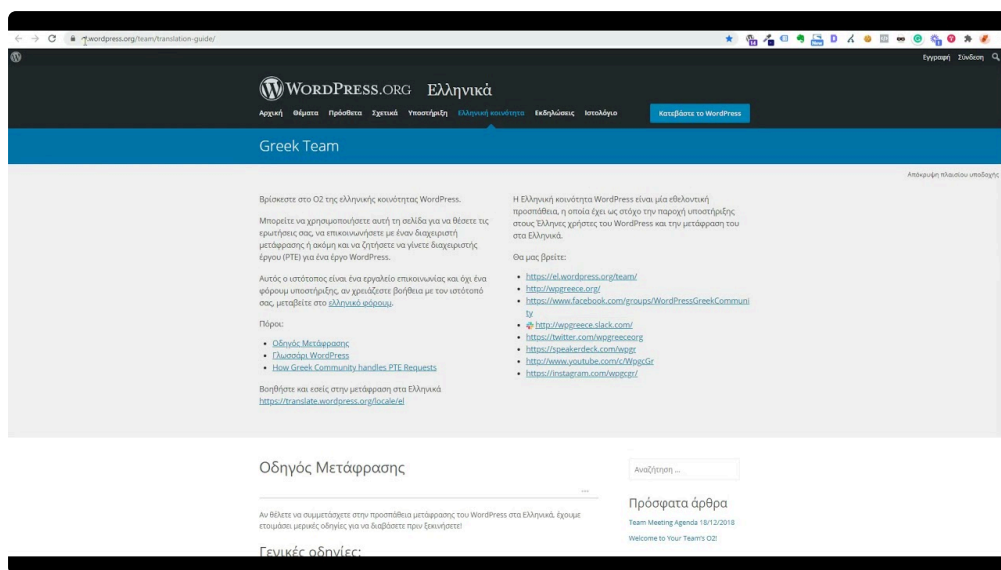 wordpress.org/team/translation-guide/
Εγγραφή Σύνδεση
WORDPRESS.ORG Ελληνικά
Αρχική Θέματα Πρόσθετα Σχετικά Υποστήριξη Ελληνική κοινότητα Εκδηλώσεις Ιστολόγιο Κατεβάστε το WordPress
Greek Team
Απόκρυψη πλαισίου υποδοχής
Βρίσκεστε στο O2 της ελληνικής κοινότητας WordPress.
Μπορείτε να χρησιμοποιήσετε αυτή τη σελίδα για να θέσετε τις
ερωτήσεις σας, να επικοινωνήσετε με έναν διαχειριστή
μετάφρασης ή ακόμη και να ζητήσετε να γίνετε διαχειριστής
έργου (PTE) για ένα έργο WordPress.
Αυτός ο ιστότοπος είναι ένα εργαλείο επικοινωνίας και όχι ένα
φόρουμ υποστήριξης, αν χρειάζεστε βοήθεια με τον ιστότοπό
σας, μεταβείτε στο ελληνικό φόρουμ.
Πόροι:
Οδηγός Μετάφρασης
Γλωσσάρι WordPress
How Greek Community handles PTE Requests
Βοηθήστε και εσείς στην μετάφραση στα Ελληνικά
https://translate.wordpress.org/locale/el
Η Ελληνική κοινότητα WordPress είναι μία εθελοντική
προσπάθεια, η οποία έχει ως στόχο την παροχή υποστήριξης
στους Έλληνες χρήστες του WordPress και την μετάφραση του
στα Ελληνικά.
Θα μας βρείτε:
https://el.wordpress.org/team/
http://wpgreece.org/
https://www.facebook.com/groups/WordPressGreekCommuni
ty
http://wpgreece.slack.com/
https://twitter.com/wpgreeceorg
https://speakerdeck.com/wpgr
http://www.youtube.com/c/WpgcGr
https://instagram.com/wpgcgr/
Οδηγός Μετάφρασης
Αν θέλετε να συμμετάσχετε στην προσπάθεια μετάφρασης του WordPress στα Ελληνικά, έχουμε
ετοιμάσει μερικές οδηγίες για να διαβάσετε πριν ξεκινήσετε!
Γενικές οδηγίες:
Αναζήτηση ...
Πρόσφατα άρθρα
Team Meeting Agenda 18/12/2018
Welcome to Your Team's O2!